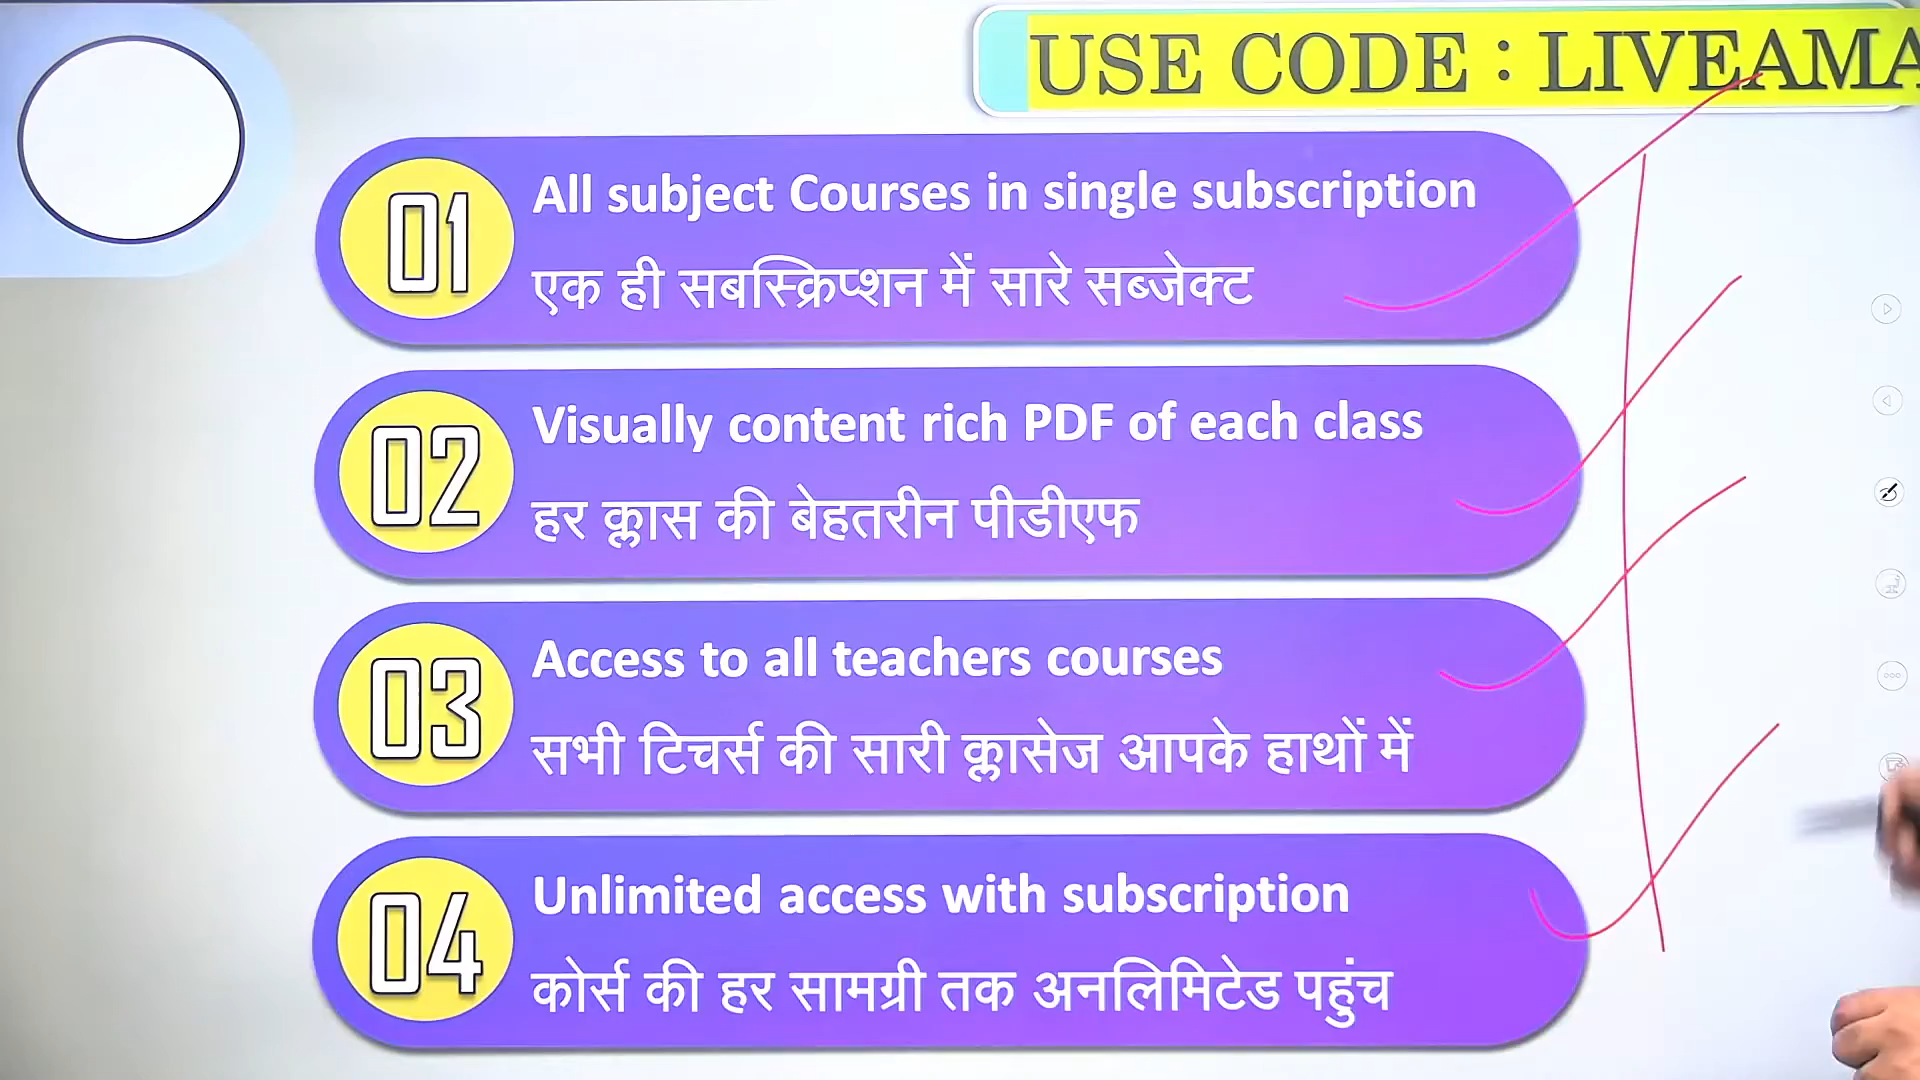 USE CODE : LIVEAMA
01
All subject Courses in single subscription
एक ही सबस्क्रिप्शन में सारे सब्जेक्ट
02
Visually content rich PDF of each class
हर क्लास की बेहतरीन पीडीएफ
03
Access to all teachers courses
सभी टिचर्स की सारी क्लासेज आपके हाथों में
04
Unlimited access with subscription
कोर्स की हर सामग्री तक अनलिमिटेड पहुंच